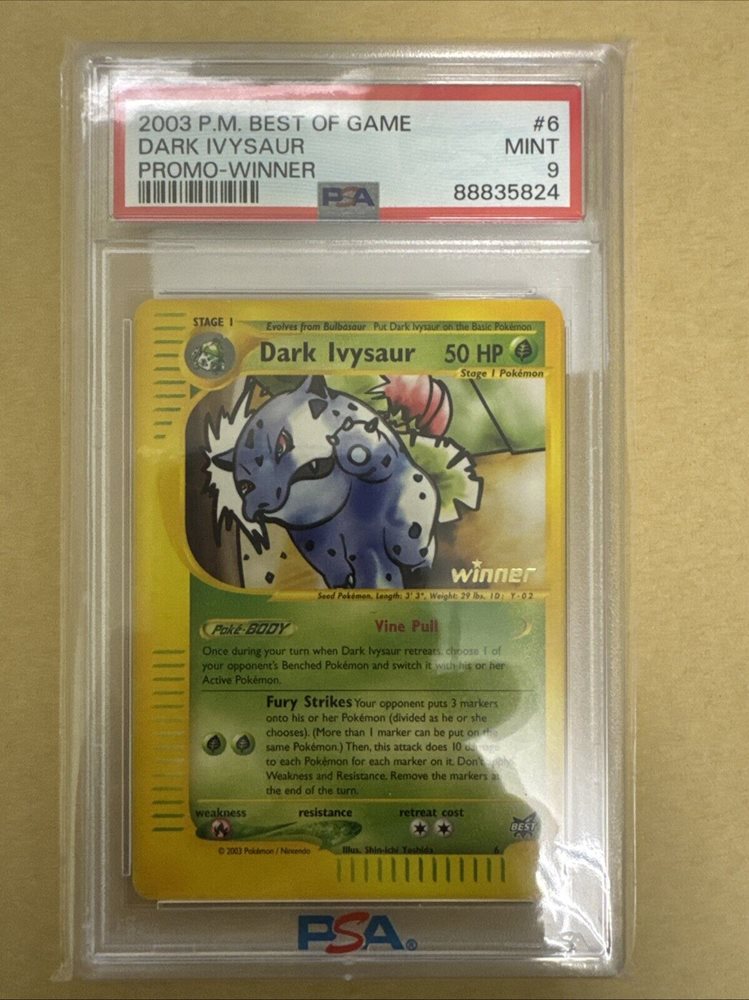 2003 P.M. BEST OF GAME #6
DARK IVYSAUR MINT
PROMO-WINNER 9
PSA 88835824
STAGE 1 Evolves from Bulbasaur Put Dark Ivysaur on the Basic Pokémon
Dark Ivysaur 50 HP
Stage 1 Pokémon
winner
Seed Pokémon, Length: 3' 3", Weight: 29 lbs. ID: Y-02
Poké-BODY Vine Pull
Once during your turn when Dark Ivysaur retreats, choose 1 of
your opponent's Benched Pokémon and switch it with his or her
Active Pokémon.
Fury Strikes Your opponent puts 3 markers
onto his or her Pokémon (divided as he or she
chooses). (More than 1 marker can be put on the
same Pokémon.) Then, this attack does 10 damage
to each Pokémon for each marker on it. Don't apply
Weakness and Resistance. Remove the markers at
the end of the turn.
weakness resistance retreat cost
BEST
© 2003 Pokémon / Nintendo Illus. Shin-ichi Yoshida 6
PSA®